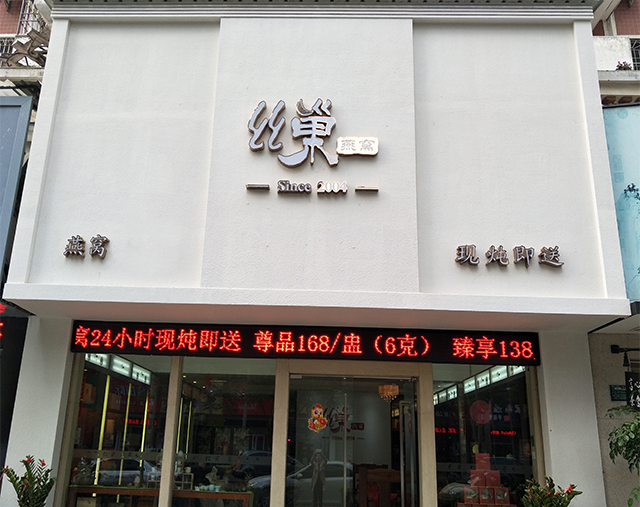 丝巢
燕窝
Since 2004
燕窝
现炖即送
窝24小时现炖即送 尊品168/盅（6克） 臻享138